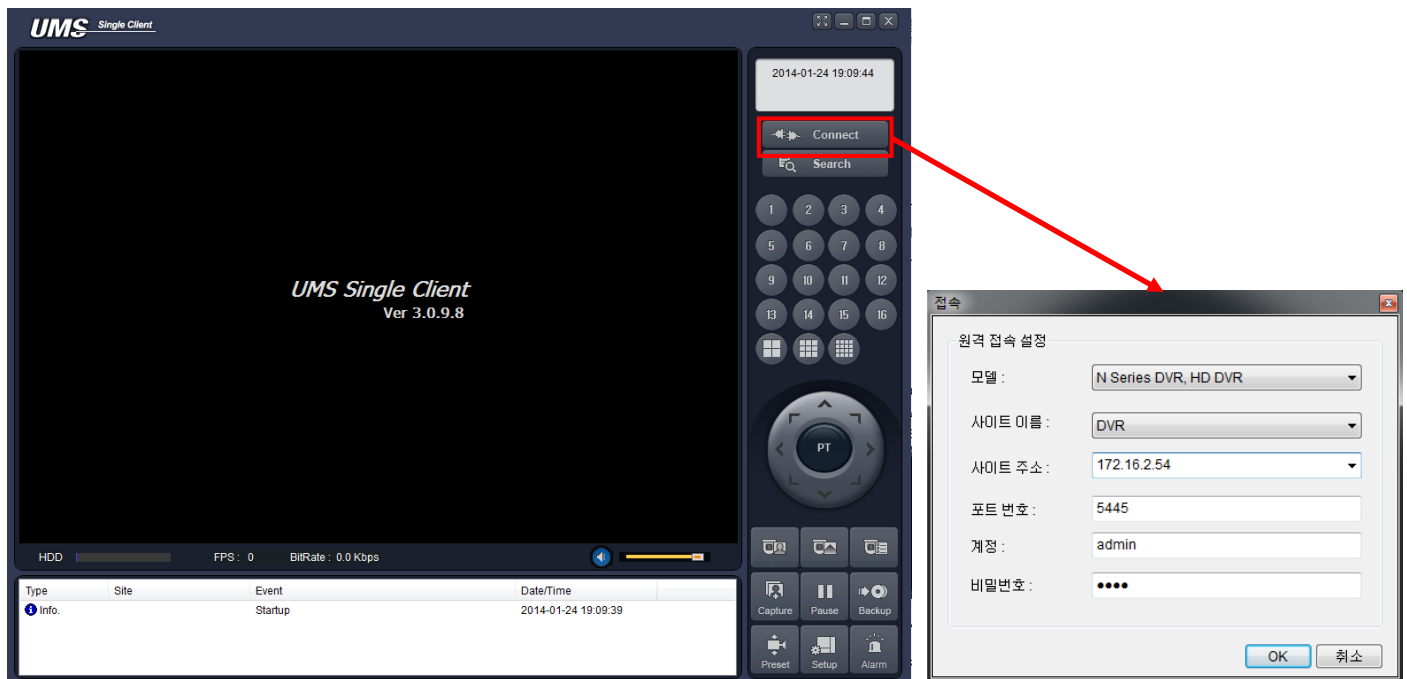 UMS Single Client
2014-01-24 19:09:44
Connect
Search
1 2 3 4
5 6 7 8
9 10 11 12
13 14 15 16
PT
UMS Single Client
Ver 3.0.9.8
HDD FPS : 0 BitRate : 0.0 Kbps
Capture Pause Backup
Preset Setup Alarm
Type Site Event Date/Time
Info. Startup 2014-01-24 19:09:39
접속
원격 접속 설정
모델 : N Series DVR, HD DVR
사이트 이름 : DVR
사이트 주소 : 172.16.2.54
포트 번호 : 5445
계정 : admin
비밀번호 : ●●●●
OK 취소